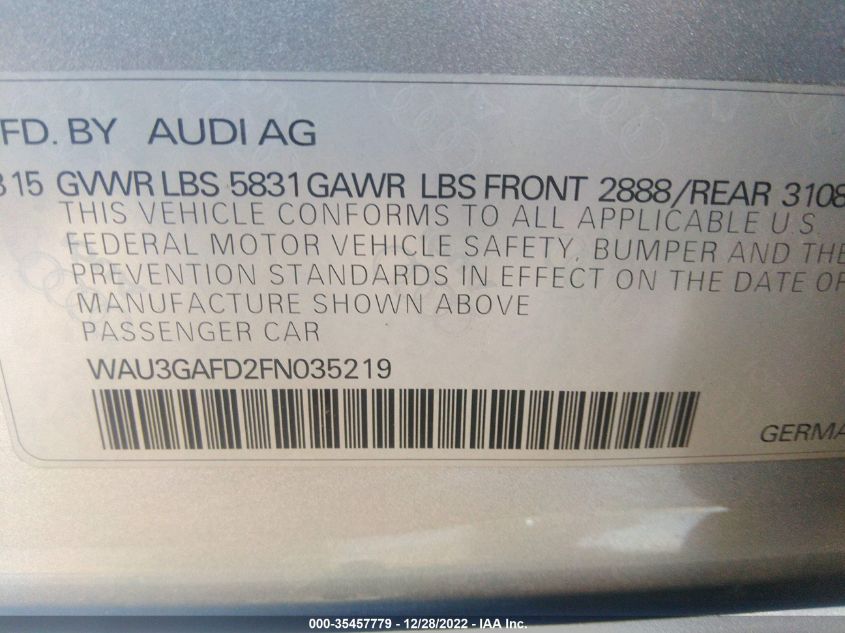 FD. BY AUDI AG
315 GVWR LBS 5831 GAWR LBS FRONT 2888/REAR 3108
THIS VEHICLE CONFORMS TO ALL APPLICABLE U S
FEDERAL MOTOR VEHICLE SAFETY, BUMPER AND THE
PREVENTION STANDARDS IN EFFECT ON THE DATE OF
MANUFACTURE SHOWN ABOVE
PASSENGER CAR
WAU3GAFD2FN035219
GERMA
000-35457779 - 12/28/2022 - IAA Inc.